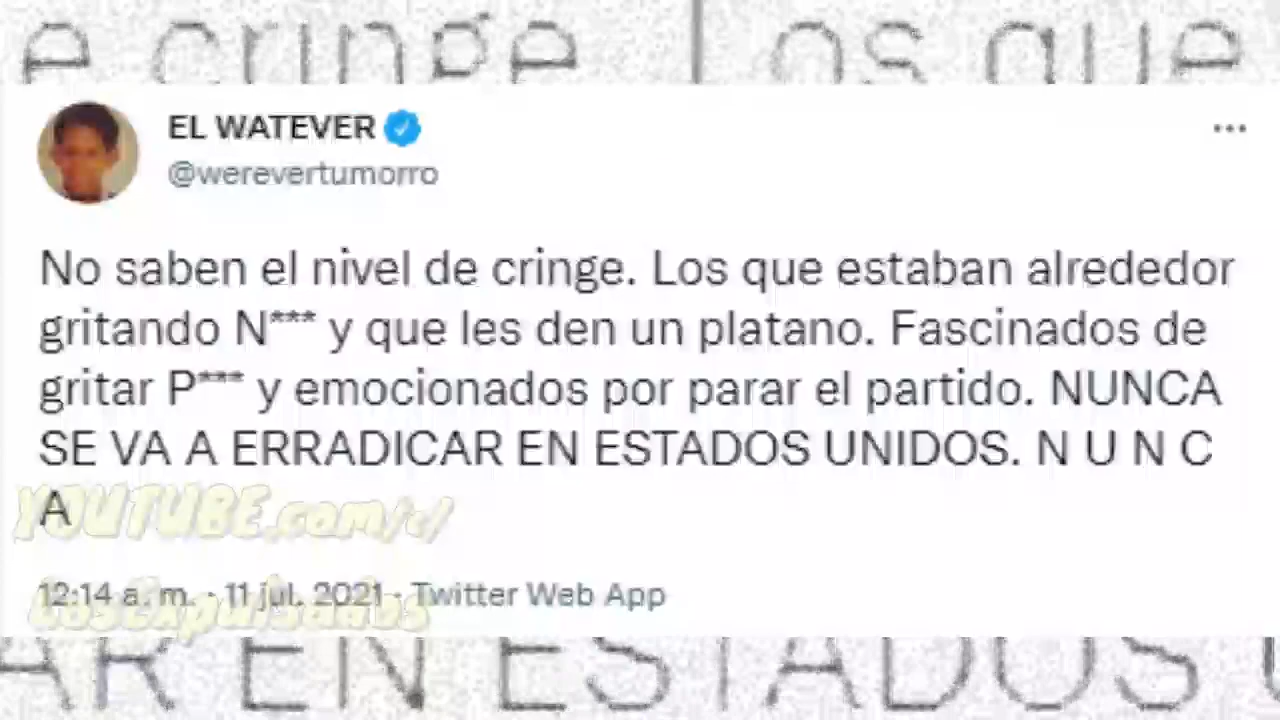 e cringe. Los que
EL WATEVER
@werevertumorro
No saben el nivel de cringe. Los que estaban alrededor
gritando N*** y que les den un platano. Fascinados de
gritar P*** y emocionados por parar el partido. NUNCA
SE VA A ERRADICAR EN ESTADOS UNIDOS. N U N C
A
YOUTUBE.com/c/
12:14 a. m. · 11 jul. 2021 · Twitter Web App
LosExpulsados
AR EN ESTADOS U